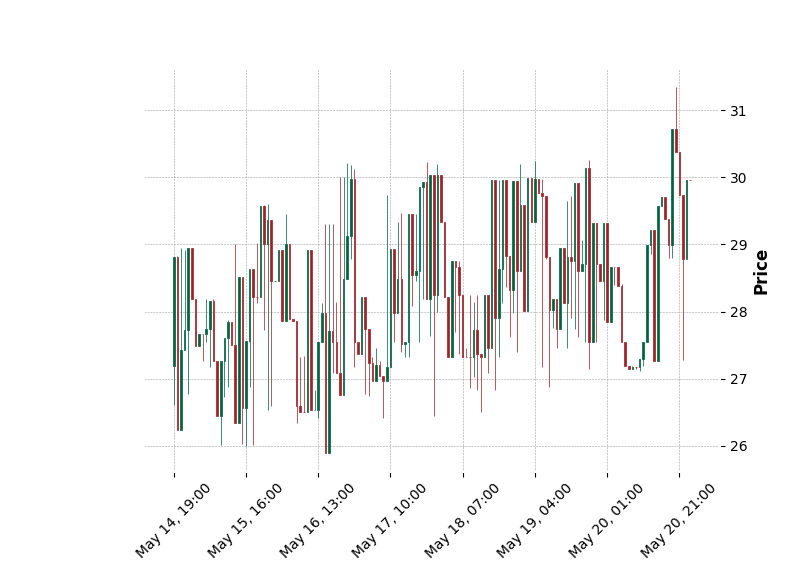 31
30
29
28
27
26
Price
May 14, 19:00
May 15, 16:00
May 16, 13:00
May 17, 10:00
May 18, 07:00
May 19, 04:00
May 20, 01:00
May 20, 21:00